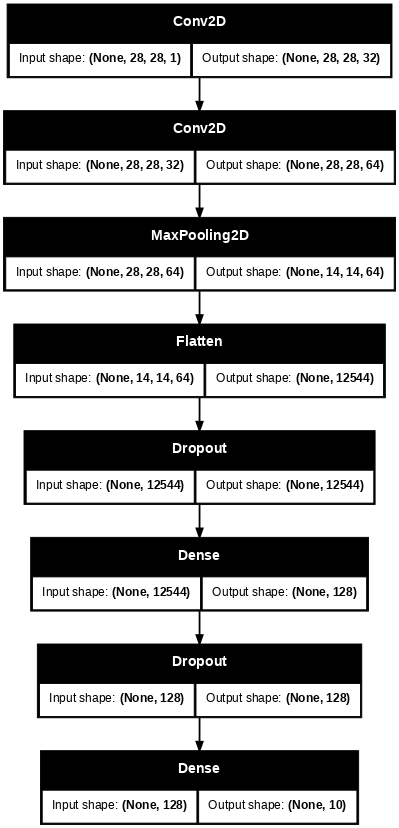 Conv2D
Input shape: (None, 28, 28, 1) Output shape: (None, 28, 28, 32)
Conv2D
Input shape: (None, 28, 28, 32) Output shape: (None, 28, 28, 64)
MaxPooling2D
Input shape: (None, 28, 28, 64) Output shape: (None, 14, 14, 64)
Flatten
Input shape: (None, 14, 14, 64) Output shape: (None, 12544)
Dropout
Input shape: (None, 12544) Output shape: (None, 12544)
Dense
Input shape: (None, 12544) Output shape: (None, 128)
Dropout
Input shape: (None, 128) Output shape: (None, 128)
Dense
Input shape: (None, 128) Output shape: (None, 10)